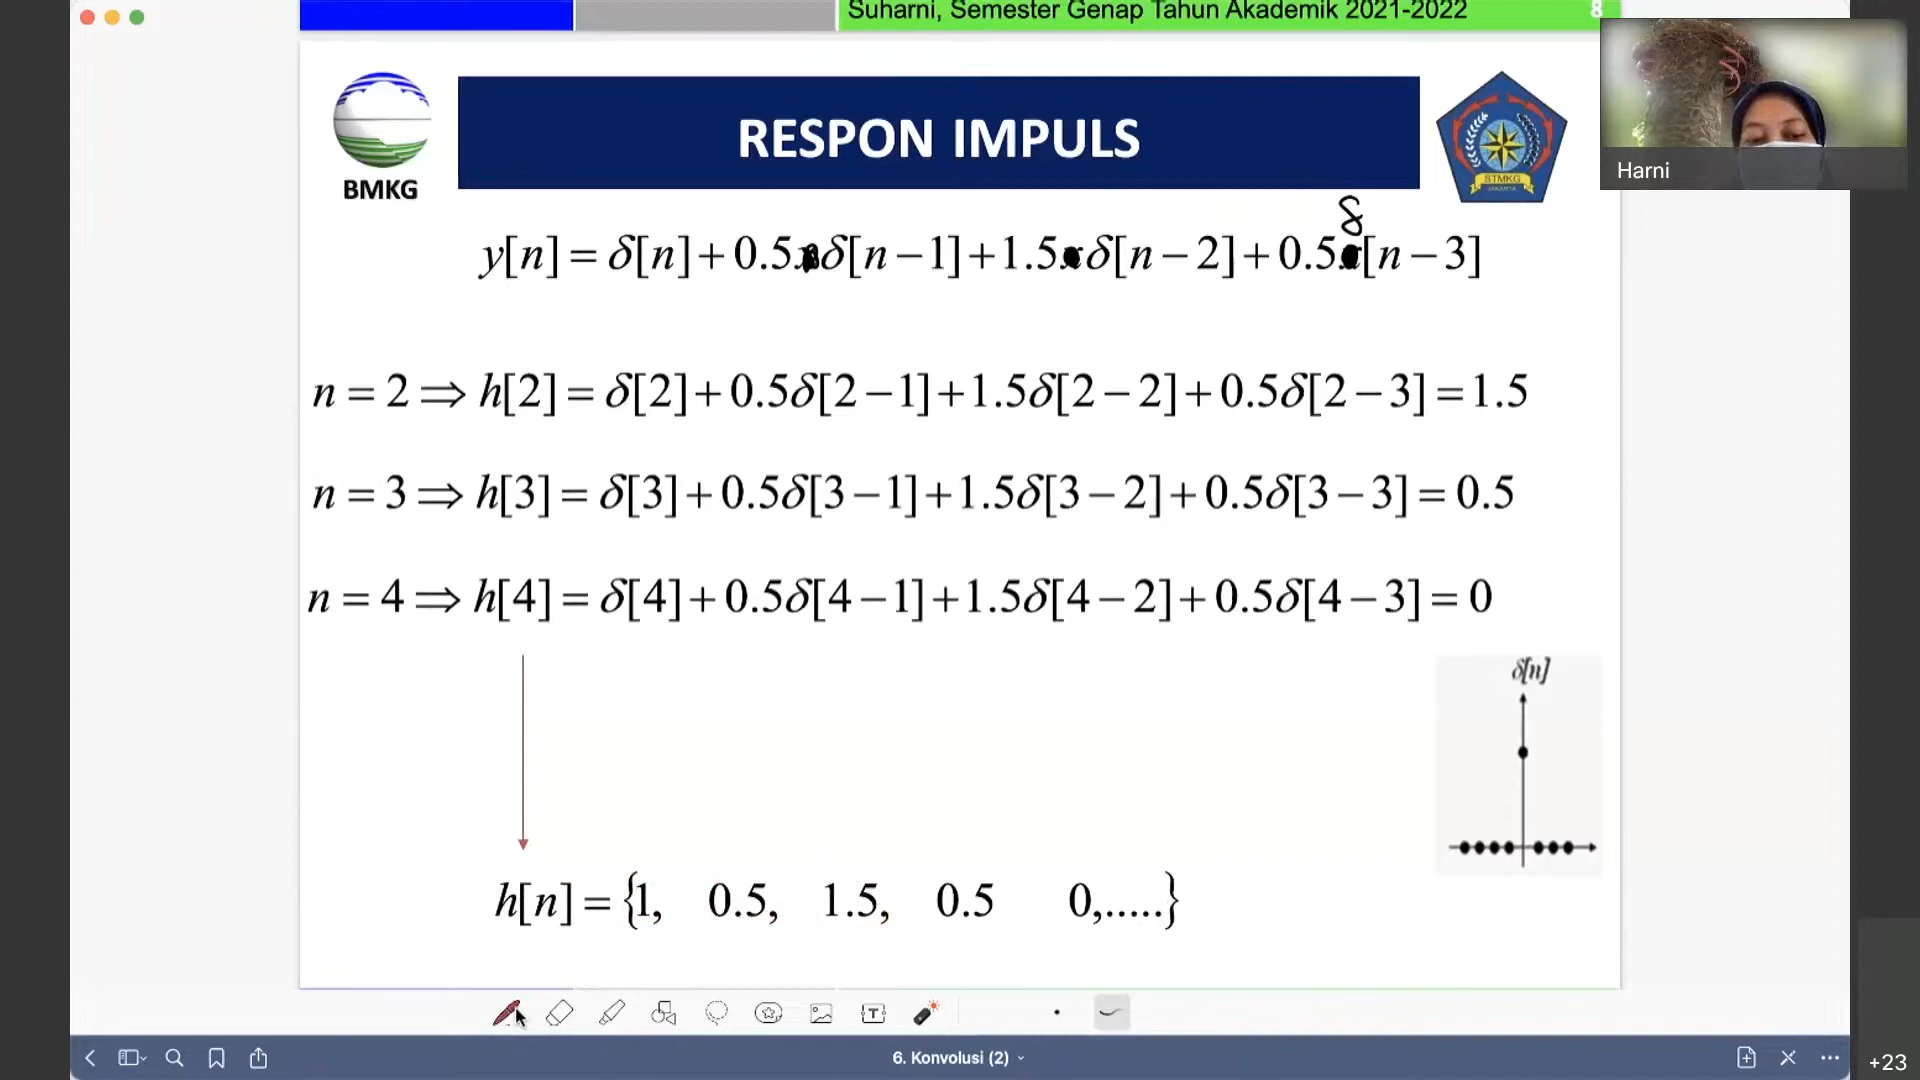 Suharni, Semester Genap Tahun Akademik 2021-2022 8
BMKG
RESPON IMPULS
STMKG
JAKARTA
Harni
δ
y[n] = δ[n] + 0.5δ[n − 1] + 1.5δ[n − 2] + 0.5[n − 3]
n = 2 ⇒ h[2] = δ[2] + 0.5δ[2 − 1] + 1.5δ[2 − 2] + 0.5δ[2 − 3] = 1.5
n = 3 ⇒ h[3] = δ[3] + 0.5δ[3 − 1] + 1.5δ[3 − 2] + 0.5δ[3 − 3] = 0.5
n = 4 ⇒ h[4] = δ[4] + 0.5δ[4 − 1] + 1.5δ[4 − 2] + 0.5δ[4 − 3] = 0
δ[n]
h[n] = {1, 0.5, 1.5, 0.5 0,.....}
6. Konvolusi (2)
+23